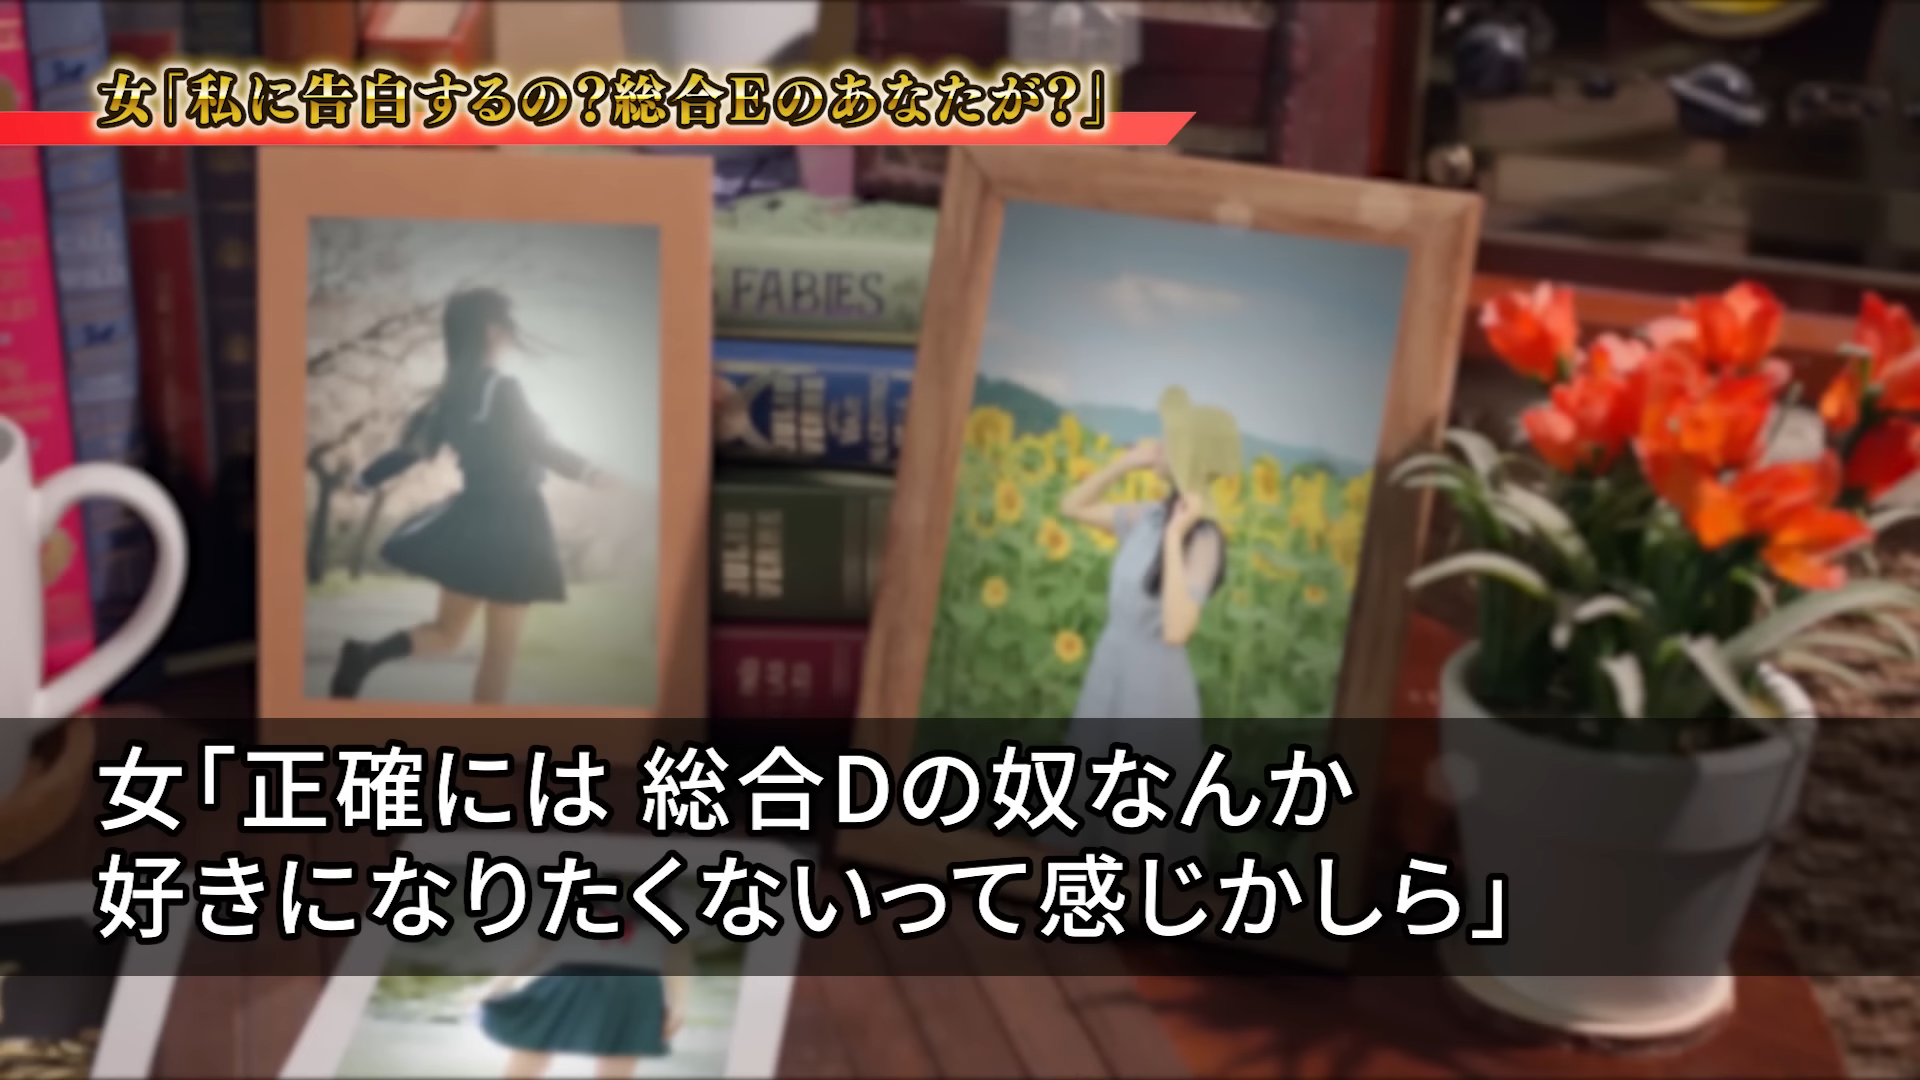 女「私に告白するの?総合Eのあなたが?」
FABIES
JULIO
VERNE
女「正確には 総合Dの奴なんか
好きになりたくないって感じかしら」